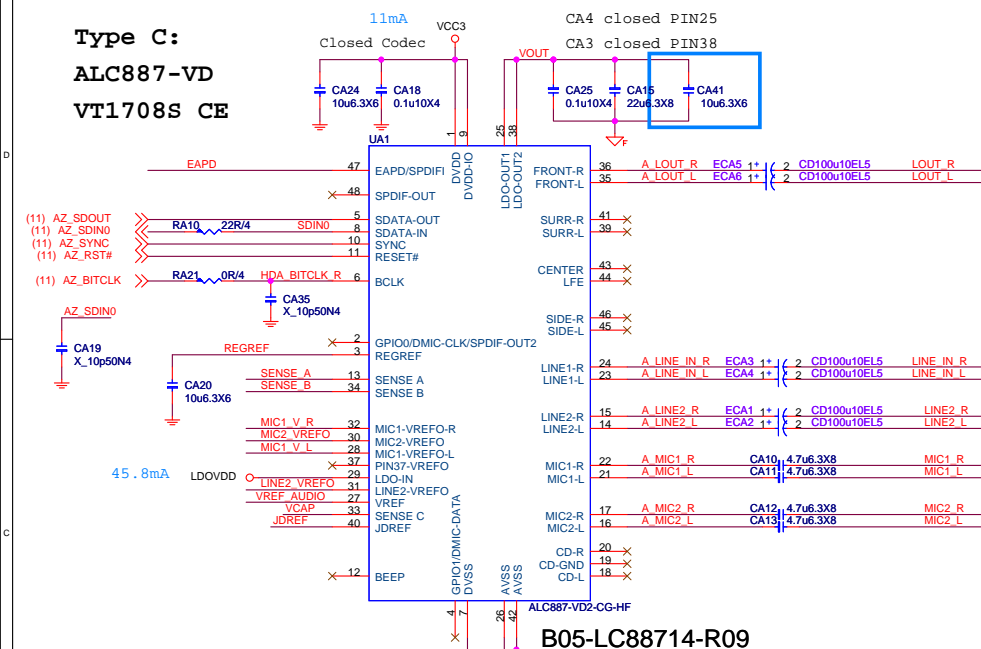 Type C:
ALC887-VD
VT1708S CE
11mA
Closed Codec
VCC3
CA4 closed PIN25
CA3 closed PIN38
VOUT
CA24
10u6.3X6
CA18
0.1u10X4
CA25
0.1u10X4
CA15
22u6.3X8
CA41
10u6.3X6
F
D
C
UA1
1
9
25
38
DVDD
DVDD-IO
LDO-OUT1
LDO-OUT2
EAPD 47 EAPD/SPDIFI
48 SPDIF-OUT
(11) AZ_SDOUT 5 SDATA-OUT
(11) AZ_SDIN0 RA10 22R/4 SDIN0 8 SDATA-IN
(11) AZ_SYNC 10 SYNC
(11) AZ_RST# 11 RESET#
(11) AZ_BITCLK RA21 0R/4 HDA_BITCLK_R 6 BCLK
CA35
X_10p50N4
AZ_SDIN0
CA19
X_10p50N4
2 GPIO0/DMIC-CLK/SPDIF-OUT2
REGREF 3 REGREF
CA20
10u6.3X6
SENSE_A 13 SENSE A
SENSE_B 34 SENSE B
MIC1_V_R 32 MIC1-VREFO-R
MIC2_VREFO 30 MIC2-VREFO
MIC1_V_L 28 MIC1-VREFO-L
37 PIN37-VREFO
45.8mA LDOVDD 29 LDO-IN
LINE2_VREFO 31 LINE2-VREFO
VREF_AUDIO 27 VREF
VCAP 33 SENSE C
JDREF 40 JDREF
12 BEEP
FRONT-R 36 A_LOUT_R ECA5 1 + 2 CD100u10EL5 LOUT_R
FRONT-L 35 A_LOUT_L ECA6 1 + 2 CD100u10EL5 LOUT_L
SURR-R 41
SURR-L 39
CENTER 43
LFE 44
SIDE-R 46
SIDE-L 45
LINE1-R 24 A_LINE_IN_R ECA3 1 + 2 CD100u10EL5 LINE_IN_R
LINE1-L 23 A_LINE_IN_L ECA4 1 + 2 CD100u10EL5 LINE_IN_L
LINE2-R 15 A_LINE2_R ECA1 1 + 2 CD100u10EL5 LINE2_R
LINE2-L 14 A_LINE2_L ECA2 1 + 2 CD100u10EL5 LINE2_L
MIC1-R 22 A_MIC1_R CA10 4.7u6.3X8 MIC1_R
MIC1-L 21 A_MIC1_L CA11 4.7u6.3X8 MIC1_L
MIC2-R 17 A_MIC2_R CA12 4.7u6.3X8 MIC2_R
MIC2-L 16 A_MIC2_L CA13 4.7u6.3X8 MIC2_L
CD-R 20
CD-GND 19
CD-L 18
GPIO1/DMIC-DATA
DVSS
AVSS
AVSS
4
7
26
42
ALC887-VD2-CG-HF
B05-LC88714-R09